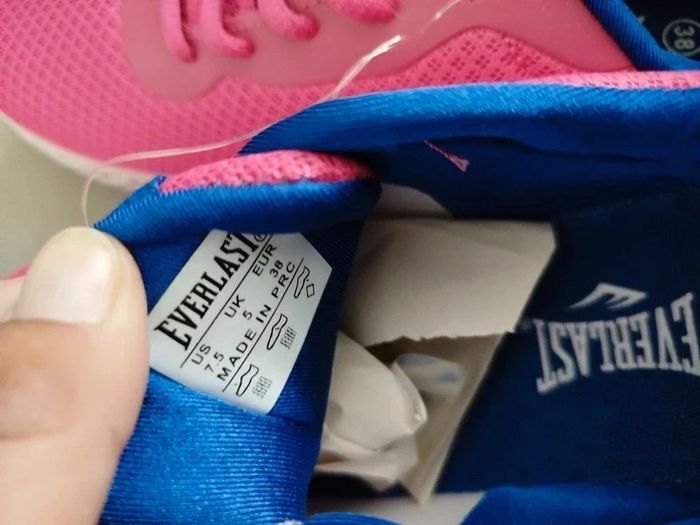 EVERLAST®
US UK EUR
7.5 5 38
MADE IN PRC
EVERLAST
38